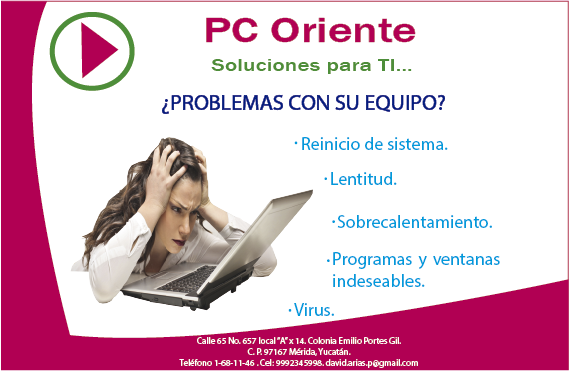 PC Oriente
Soluciones para TI...
¿PROBLEMAS CON SU EQUIPO?
· Reinicio de sistema.
· Lentitud.
· Sobrecalentamiento.
· Programas y ventanas
indeseables.
· Virus.
Calle 65 No. 657 local "A" x 14. Colonia Emilio Portes Gil.
C. P. 97167 Mérida, Yucatán.
Teléfono 1-68-11-46 . Cel: 9992345998. david.arias.p@gmail.com